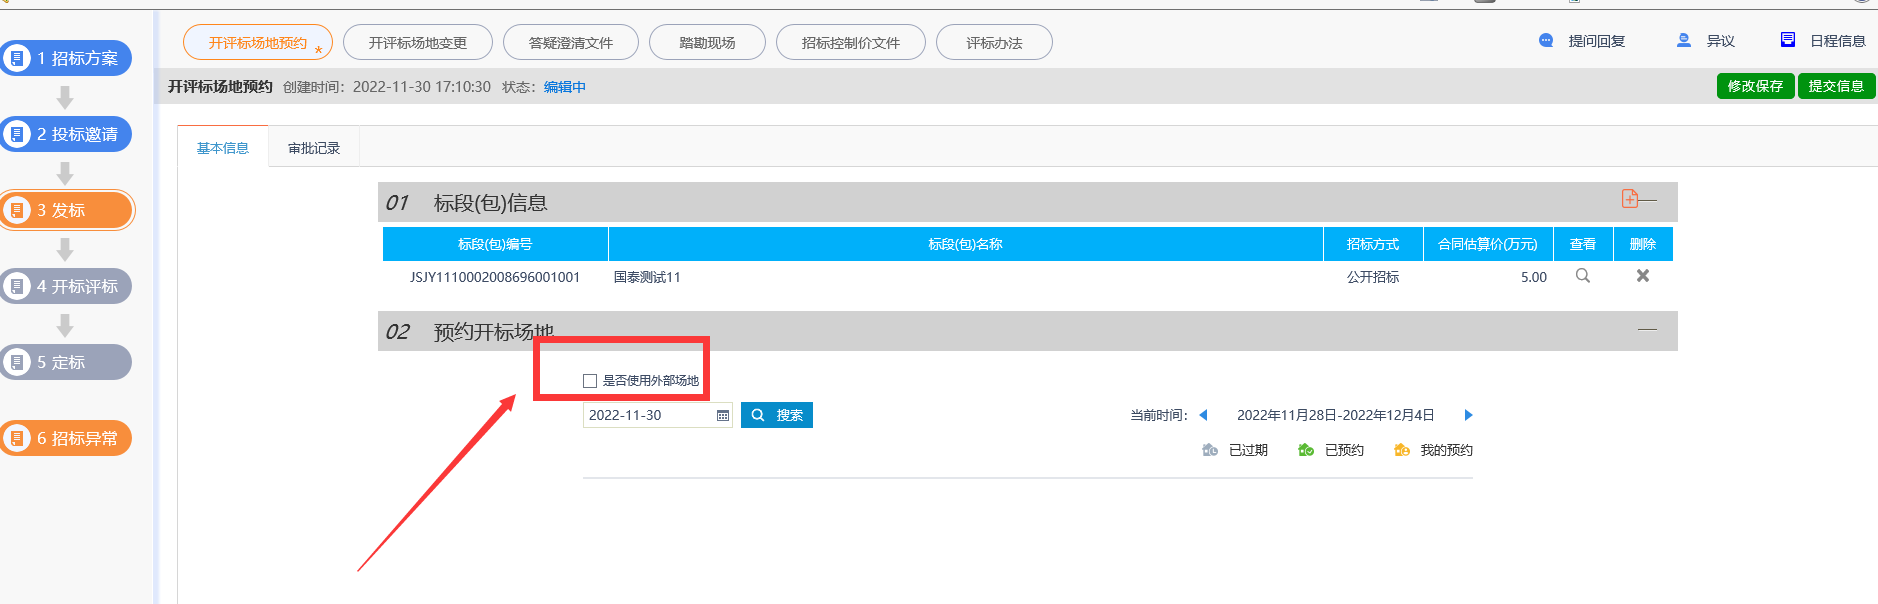 开评标场地预约 *
开评标场地变更
答疑澄清文件
踏勘现场
招标控制价文件
评标办法
提问回复
异议
日程信息
1 招标方案
2 投标邀请
3 发标
4 开标评标
5 定标
6 招标异常
开评标场地预约 创建时间：2022-11-30 17:10:30 状态：编辑中
修改保存 提交信息
基本信息 审批记录
01 标段(包)信息
标段(包)编号 标段(包)名称 招标方式 合同估算价(万元) 查看 删除
JSJY1110002008696001001 国泰测试11 公开招标 5.00
02 预约开标场地
是否使用外部场地
2022-11-30 搜索 当前时间： 2022年11月28日-2022年12月4日
已过期 已预约 我的预约